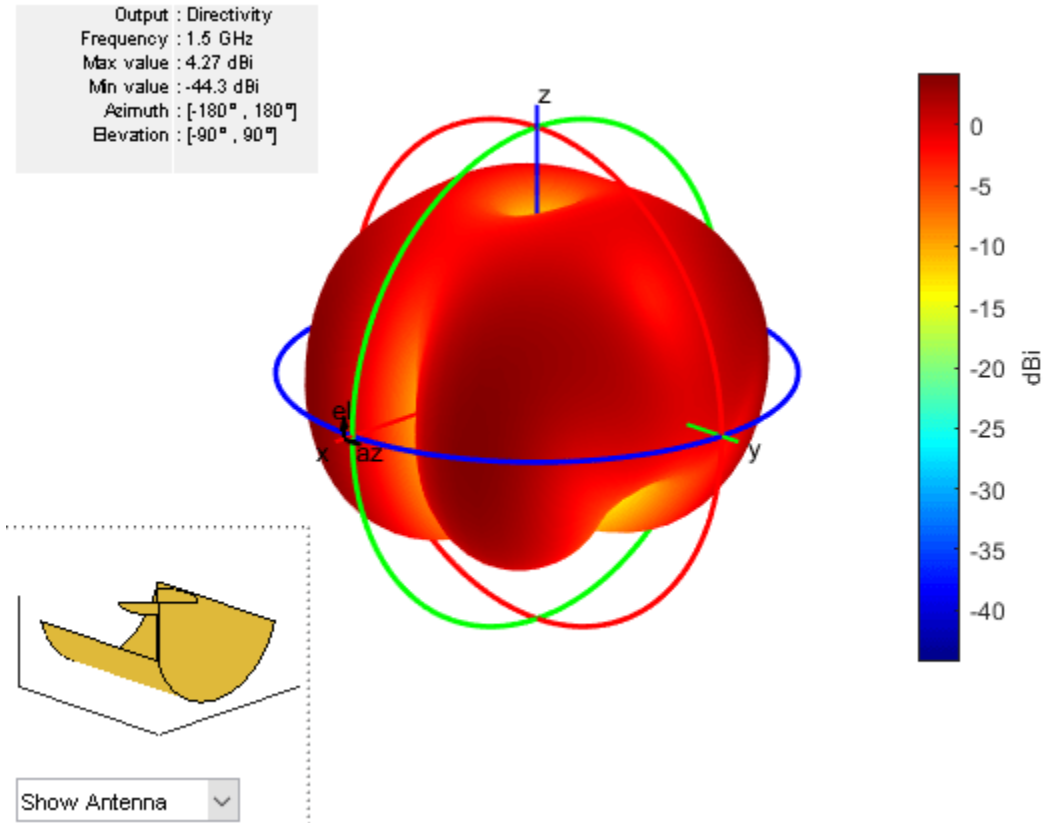 Output : Directivity
Frequency : 1.5 GHz
Max value : 4.27 dBi
Min value : -44.3 dBi
Azimuth : [-180° , 180°]
Elevation : [-90° , 90°]
z
el
x
az
y
0
-5
-10
-15
-20
-25
-30
-35
-40
dBi
Show Antenna